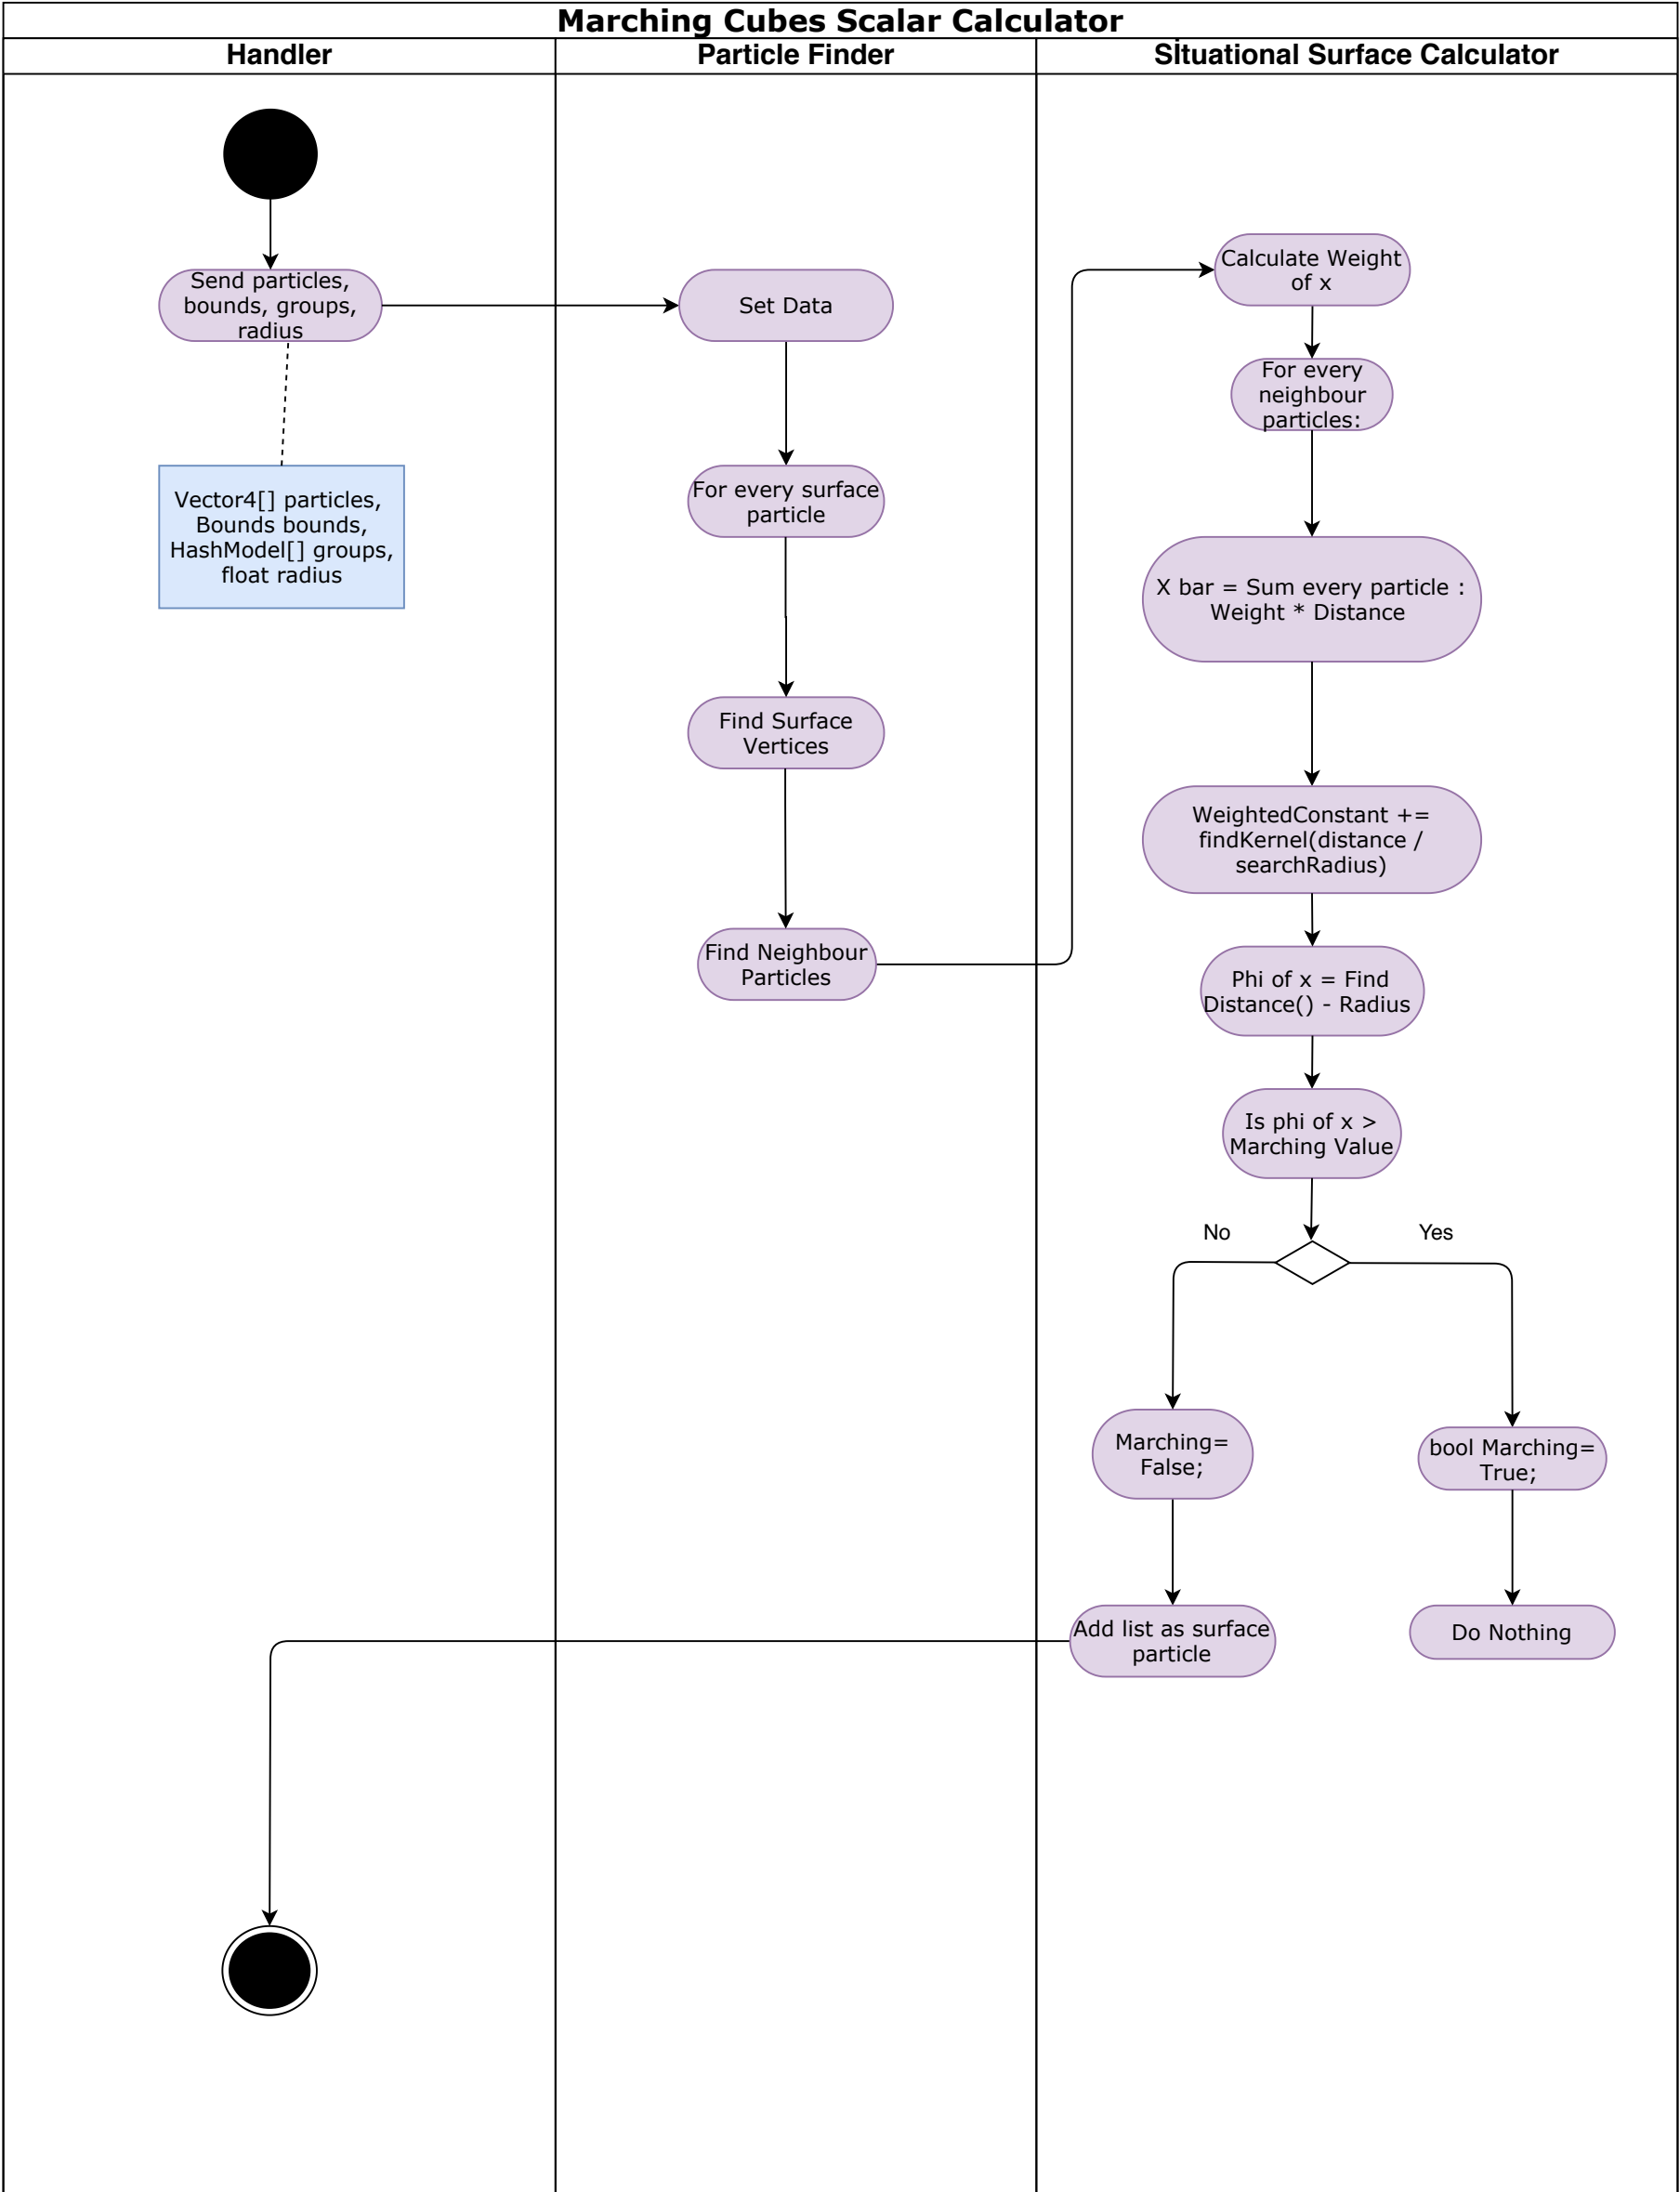 Marching Cubes Scalar Calculator
Handler
Particle Finder
Situational Surface Calculator
Send particles,
bounds, groups,
radius
Vector4[] particles,
Bounds bounds,
HashModel[] groups,
float radius
Set Data
For every surface
particle
Find Surface
Vertices
Find Neighbour
Particles
Calculate Weight
of x
For every
neighbour
particles:
X bar = Sum every particle :
Weight * Distance
WeightedConstant +=
findKernel(distance /
searchRadius)
Phi of x = Find
Distance() - Radius
Is phi of x >
Marching Value
No
Yes
Marching=
False;
bool Marching=
True;
Add list as surface
particle
Do Nothing